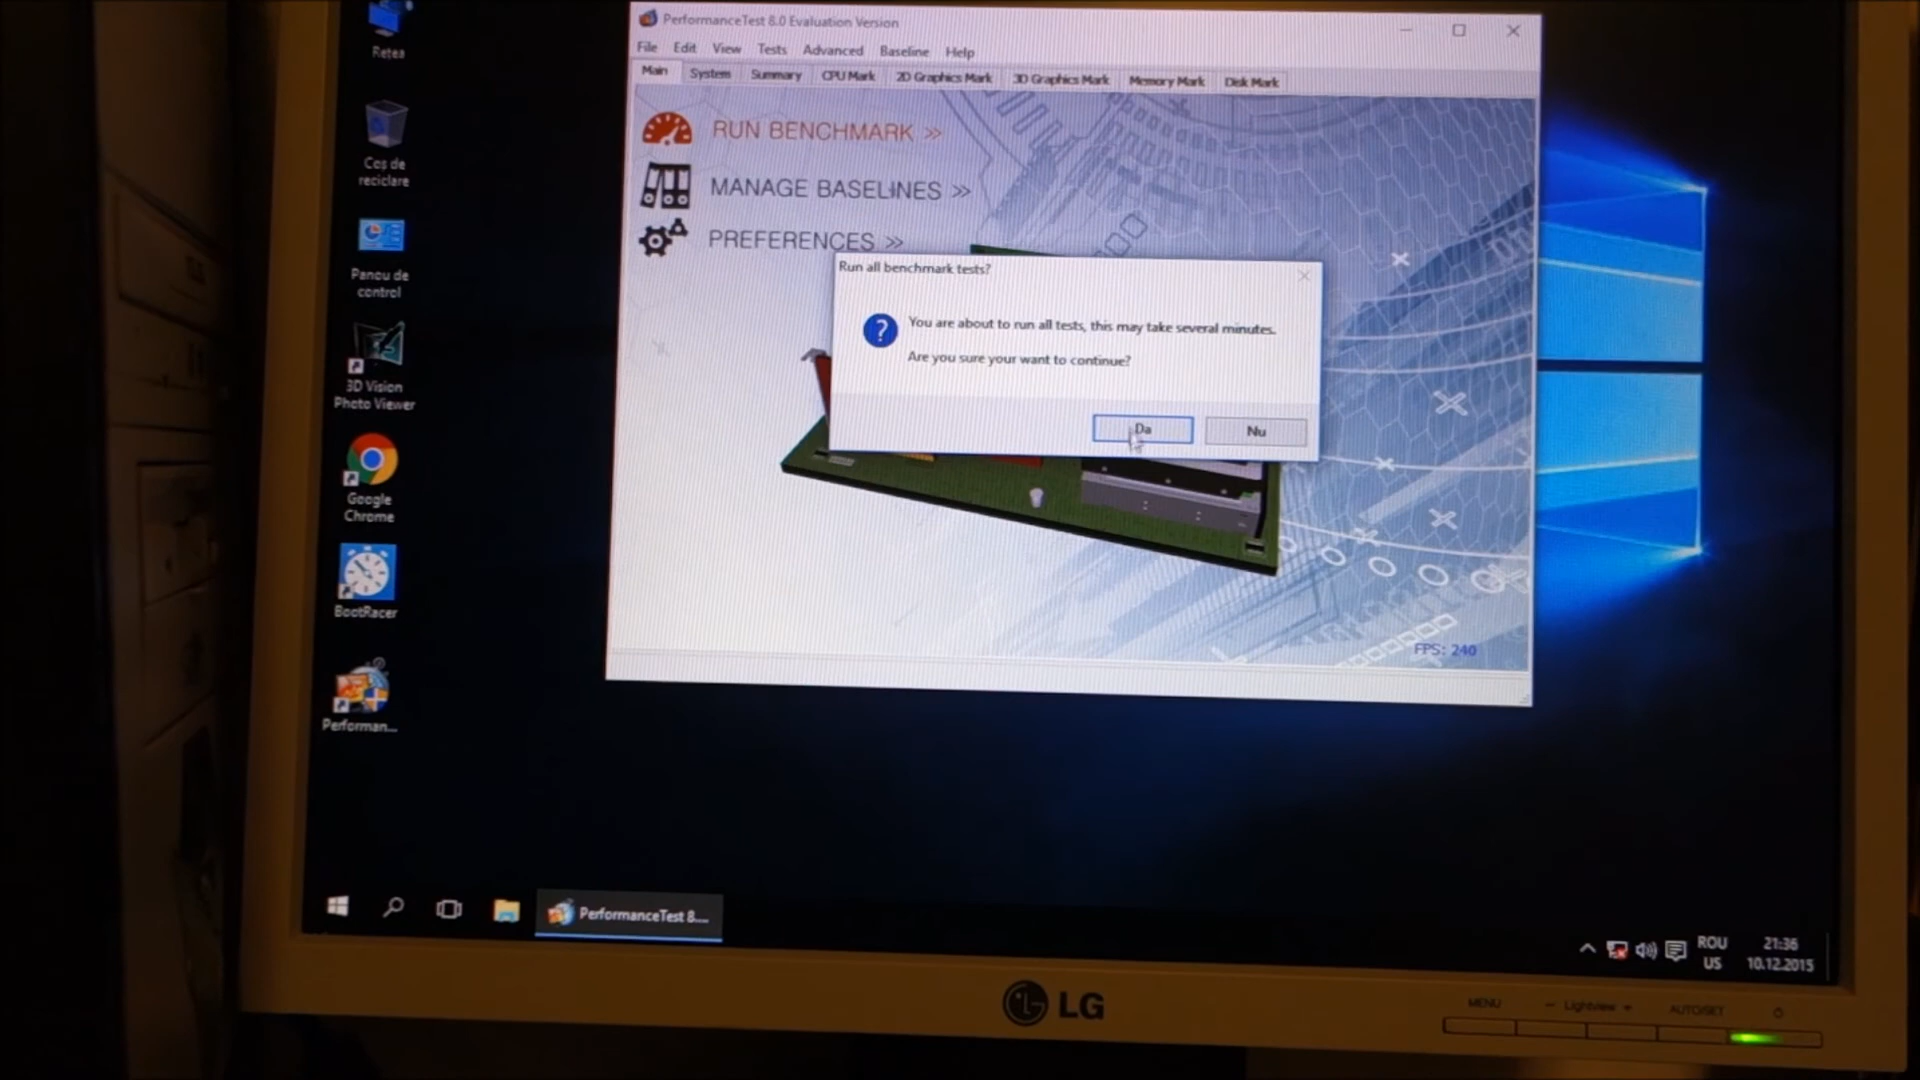 PerformanceTest 8.0 Evaluation Version
File Edit View Tests Advanced Baseline Help
Main System Summary CPU Mark 2D Graphics Mark 3D Graphics Mark Memory Mark Disk Mark
RUN BENCHMARK >>
MANAGE BASELINES >>
PREFERENCES >>
Run all benchmark tests?
You are about to run all tests, this may take several minutes.
Are you sure your want to continue?
Da Nu
FPS: 240
Retea
Cos de
reciclare
Panou de
control
3D Vision
Photo Viewer
Google
Chrome
BootRacer
Performan...
PerformanceTest 8....
ROU
US
21:36
10.12.2015
LG
MENU - LightView + AUTO/SET